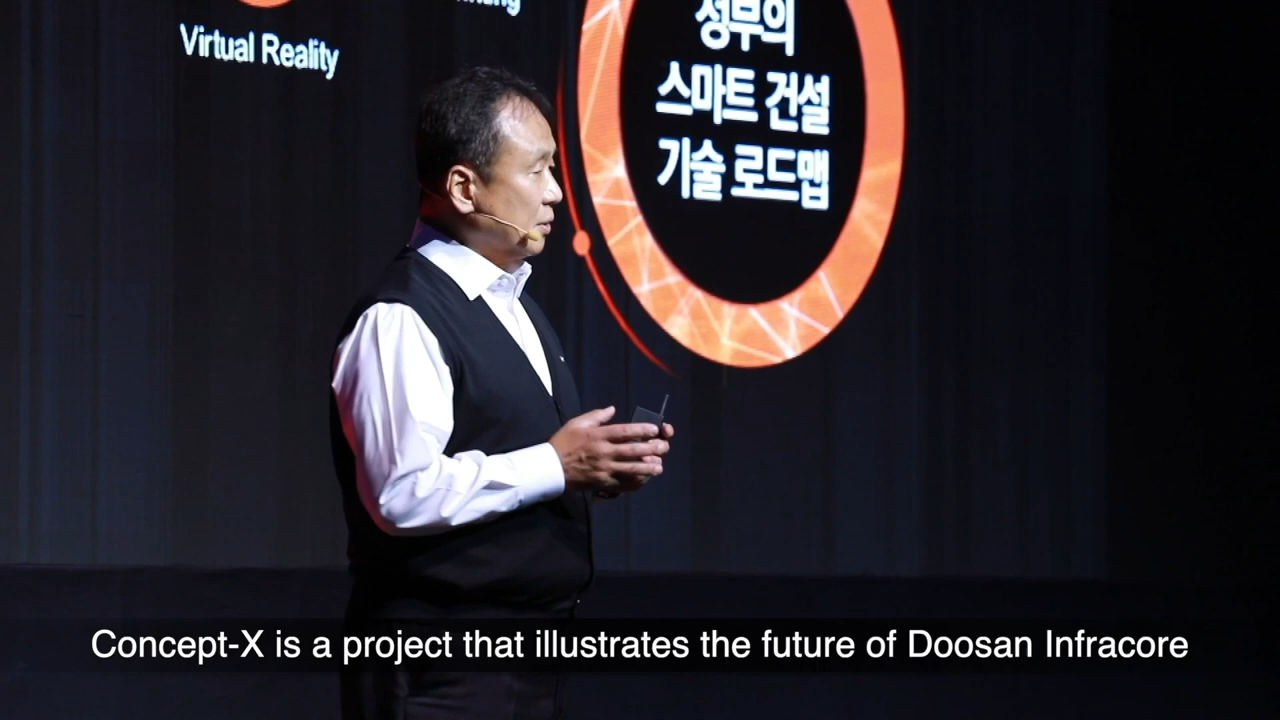 Virtual Reality
정부의
스마트 건설
기술 로드맵
Concept-X is a project that illustrates the future of Doosan Infracore